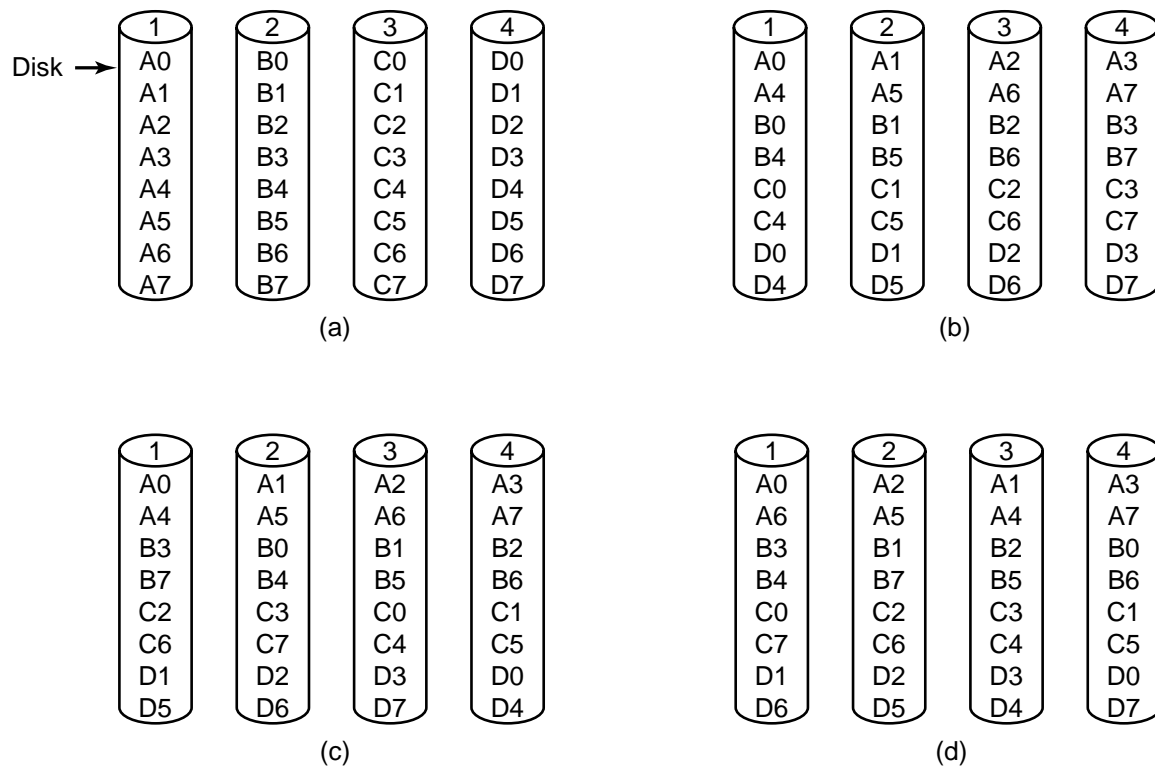 1 2 3 4 1 2 3 4
Disk A0 B0 C0 D0 A0 A1 A2 A3
A1 B1 C1 D1 A4 A5 A6 A7
A2 B2 C2 D2 B0 B1 B2 B3
A3 B3 C3 D3 B4 B5 B6 B7
A4 B4 C4 D4 C0 C1 C2 C3
A5 B5 C5 D5 C4 C5 C6 C7
A6 B6 C6 D6 D0 D1 D2 D3
A7 B7 C7 D7 D4 D5 D6 D7
(a) (b)
1 2 3 4 1 2 3 4
A0 A1 A2 A3 A0 A2 A1 A3
A4 A5 A6 A7 A6 A5 A4 A7
B3 B0 B1 B2 B3 B1 B2 B0
B7 B4 B5 B6 B4 B7 B5 B6
C2 C3 C0 C1 C0 C2 C3 C1
C6 C7 C4 C5 C7 C6 C4 C5
D1 D2 D3 D0 D1 D2 D3 D0
D5 D6 D7 D4 D6 D5 D4 D7
(c) (d)